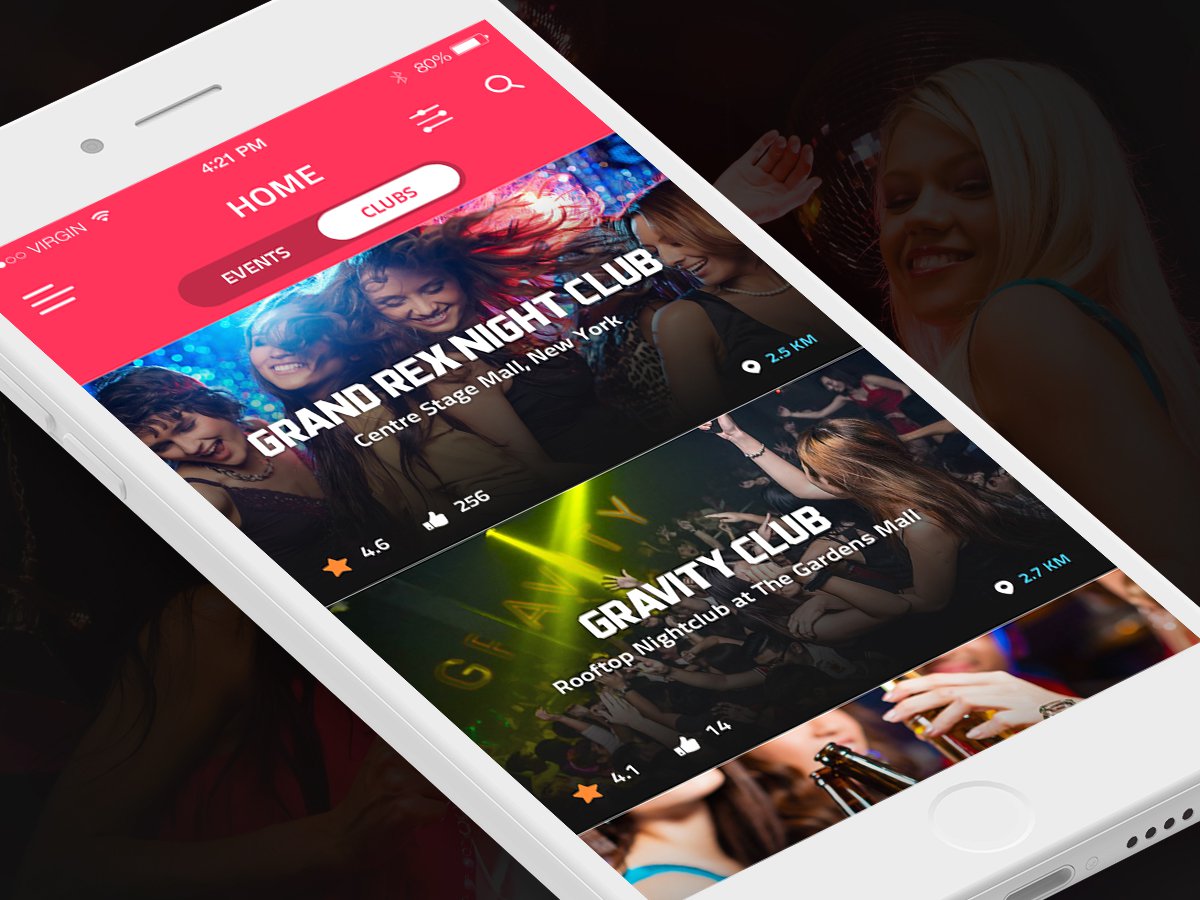 VIRGIN
4:21 PM
80%
HOME
EVENTS
CLUBS
GRAND REX NIGHT CLUB
Centre Stage Mall, New York
4.6
256
2.5 KM
GRAVITY
GRAVITY CLUB
Rooftop Nightclub at The Gardens Mall
4.1
14
2.7 KM